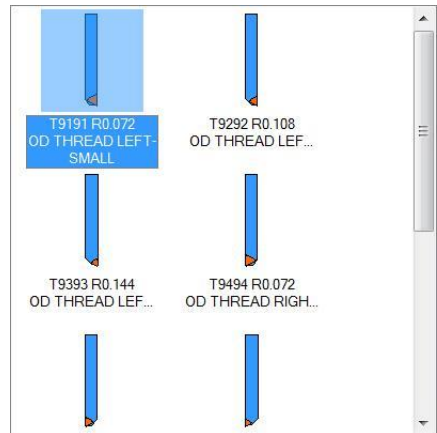 T9191 R0.072
OD THREAD LEFT-
SMALL
T9292 R0.108
OD THREAD LEF...
T9393 R0.144
OD THREAD LEF...
T9494 R0.072
OD THREAD RIGH...